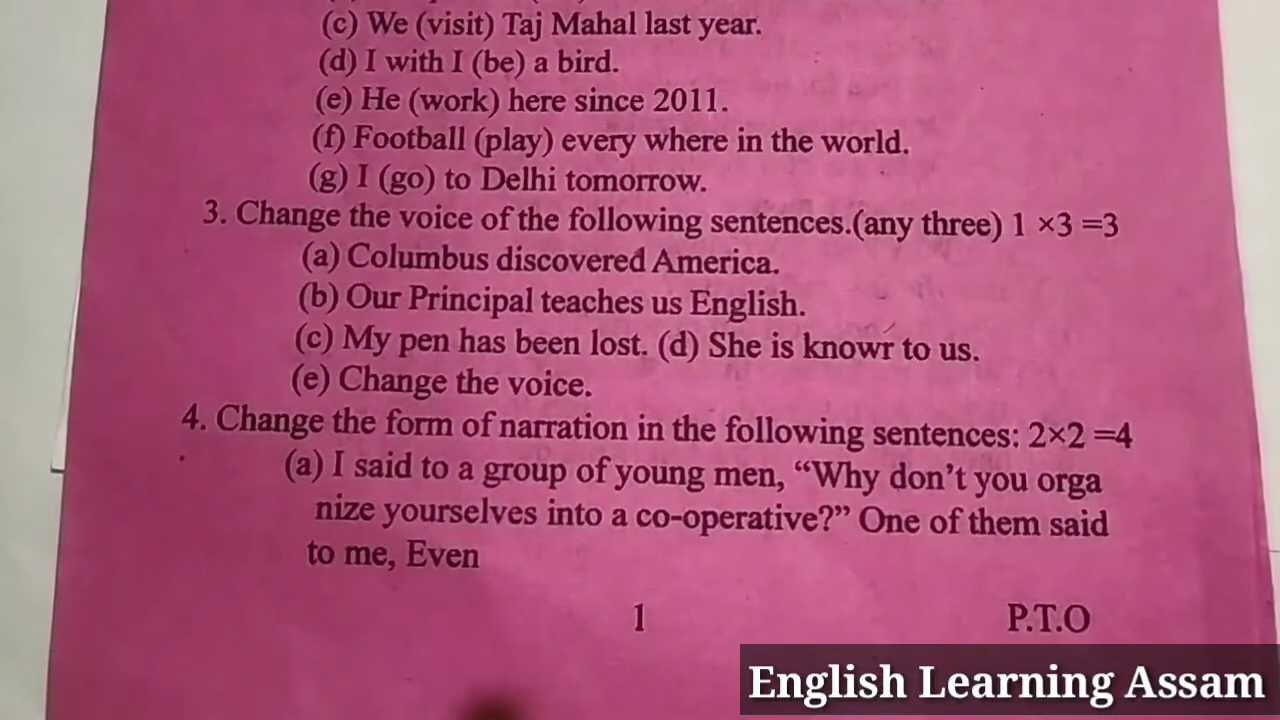 (c) We (visit) Taj Mahal last year.
(d) I with I (be) a bird.
(e) He (work) here since 2011.
(f) Football (play) every where in the world.
(g) I (go) to Delhi tomorrow.
3. Change the voice of the following sentences.(any three) 1 ×3 =3
(a) Columbus discovered America.
(b) Our Principal teaches us English.
(c) My pen has been lost. (d) She is knowr to us.
(e) Change the voice.
4. Change the form of narration in the following sentences: 2×2 =4
(a) I said to a group of young men, “Why don’t you orga
nize yourselves into a co-operative?” One of them said
to me, Even
1 P.T.O
English Learning Assam